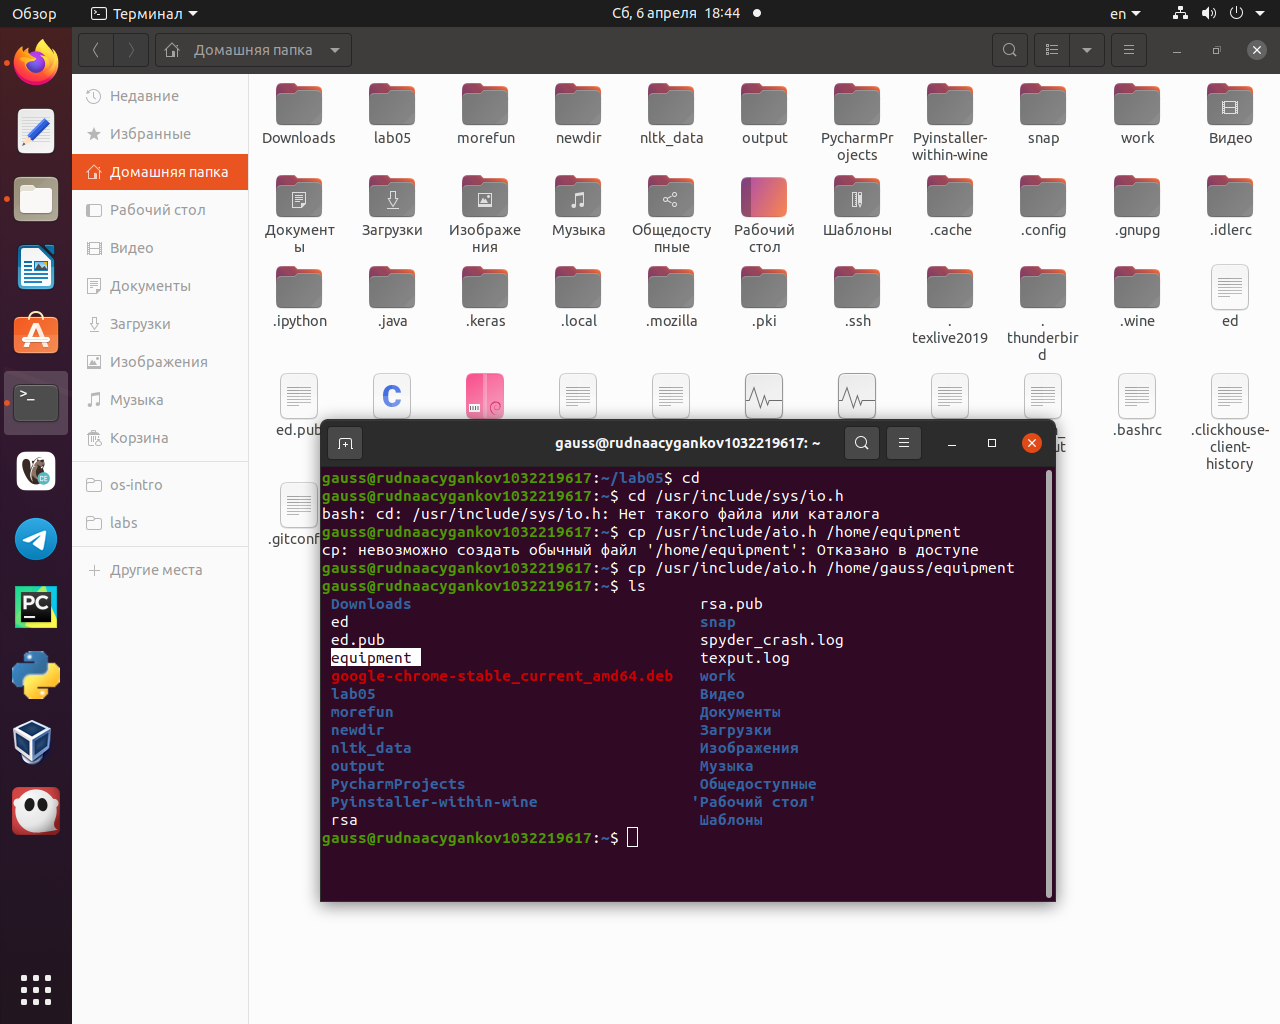 Обзор
Терминал
Сб, 6 апреля 18:44
en
Домашняя папка
Недавние
Избранные
Домашняя папка
Рабочий стол
Видео
Документы
Загрузки
Изображения
Музыка
Корзина
os-intro
labs
Другие места
Downloads
lab05
morefun
newdir
nltk_data
output
PycharmPr
ojects
Pyinstaller-
within-wine
snap
work
Видео
Документ
ы
Загрузки
Изображе
ния
Музыка
Общедосту
пные
Рабочий
стол
Шаблоны
.cache
.config
.gnupg
.idlerc
.ipython
.java
.keras
.local
.mozilla
.pki
.ssh
.
texlive2019
.
thunderbir
d
.wine
ed
ed.pub
.bashrc
.clickhouse-
client-
history
.gitconf
gauss@rudnaacygankov1032219617: ~
gauss@rudnaacygankov1032219617:~/lab05$ cd
gauss@rudnaacygankov1032219617:~$ cd /usr/include/sys/io.h
bash: cd: /usr/include/sys/io.h: Нет такого файла или каталога
gauss@rudnaacygankov1032219617:~$ cp /usr/include/aio.h /home/equipment
cp: невозможно создать обычный файл '/home/equipment': Отказано в доступе
gauss@rudnaacygankov1032219617:~$ cp /usr/include/aio.h /home/gauss/equipment
gauss@rudnaacygankov1032219617:~$ ls
Downloads rsa.pub
ed snap
ed.pub spyder_crash.log
equipment texput.log
google-chrome-stable_current_amd64.deb work
lab05 Видео
morefun Документы
newdir Загрузки
nltk_data Изображения
output Музыка
PycharmProjects Общедоступные
Pyinstaller-within-wine 'Рабочий стол'
rsa Шаблоны
gauss@rudnaacygankov1032219617:~$